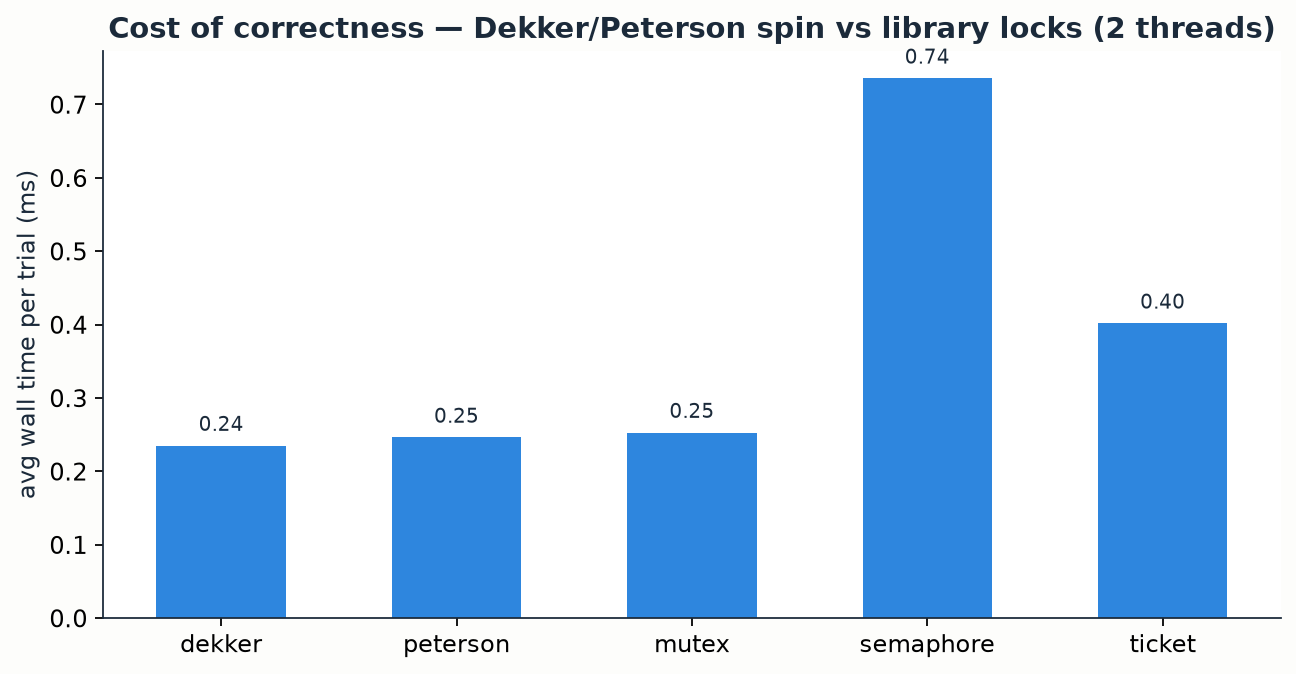 Cost of correctness — Dekker/Peterson spin vs library locks (2 threads)
avg wall time per trial (ms)
0.7
0.6
0.5
0.4
0.3
0.2
0.1
0.0
0.24
0.25
0.25
0.74
0.40
dekker
peterson
mutex
semaphore
ticket